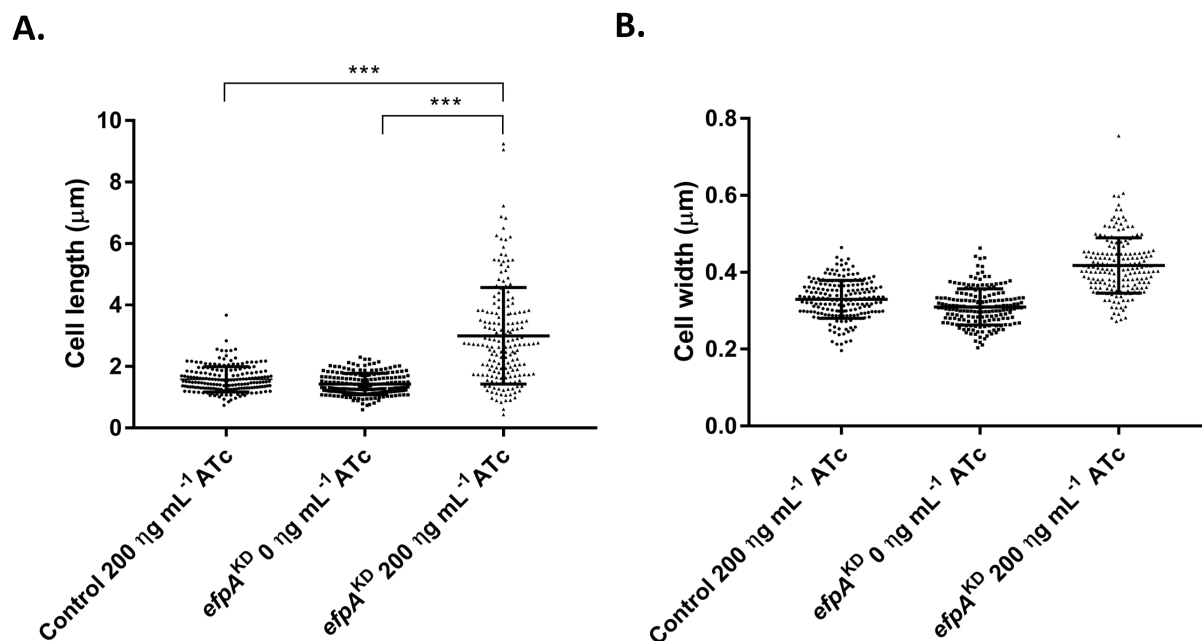 A.
***
***
10
8
6
4
2
0
Cell length (μm)
Control 200 ηg mL⁻¹ ATc
efpA^KD 0 ηg mL⁻¹ ATc
efpA^KD 200 ηg mL⁻¹ ATc
B.
0.8
0.6
0.4
0.2
0.0
Cell width (μm)
Control 200 ηg mL⁻¹ ATc
efpA^KD 0 ηg mL⁻¹ ATc
efpA^KD 200 ηg mL⁻¹ ATc